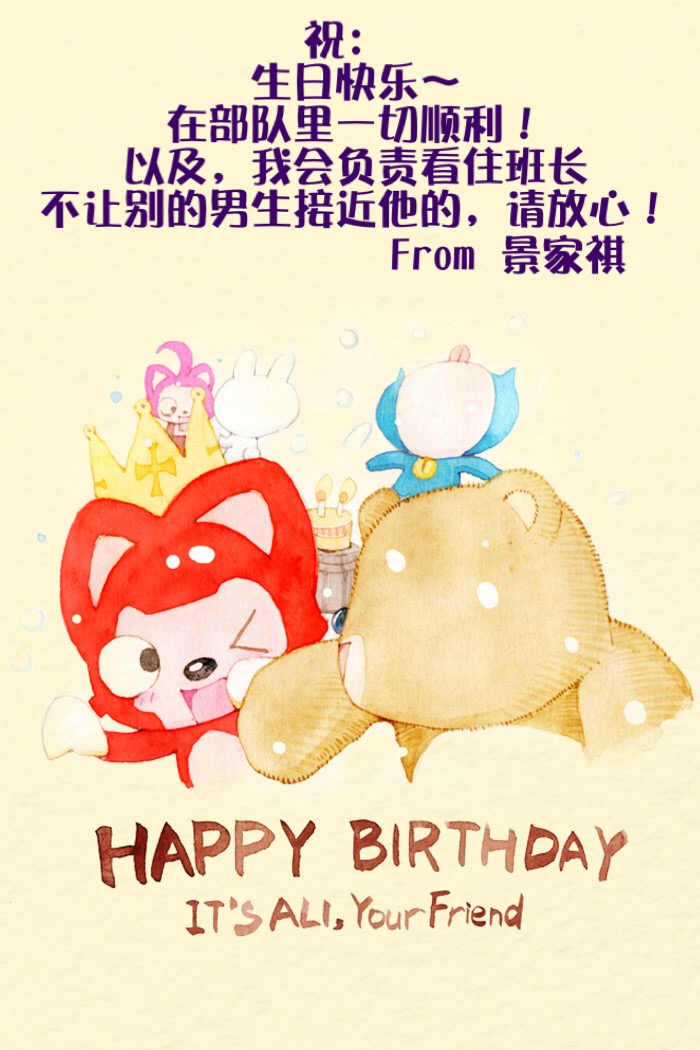 祝：
生日快乐～
在部队里一切顺利！
以及，我会负责看住班长
不让别的男生接近他的，请放心！
From 景家祺
HAPPY BIRTHDAY
IT'S ALI, Your Friend